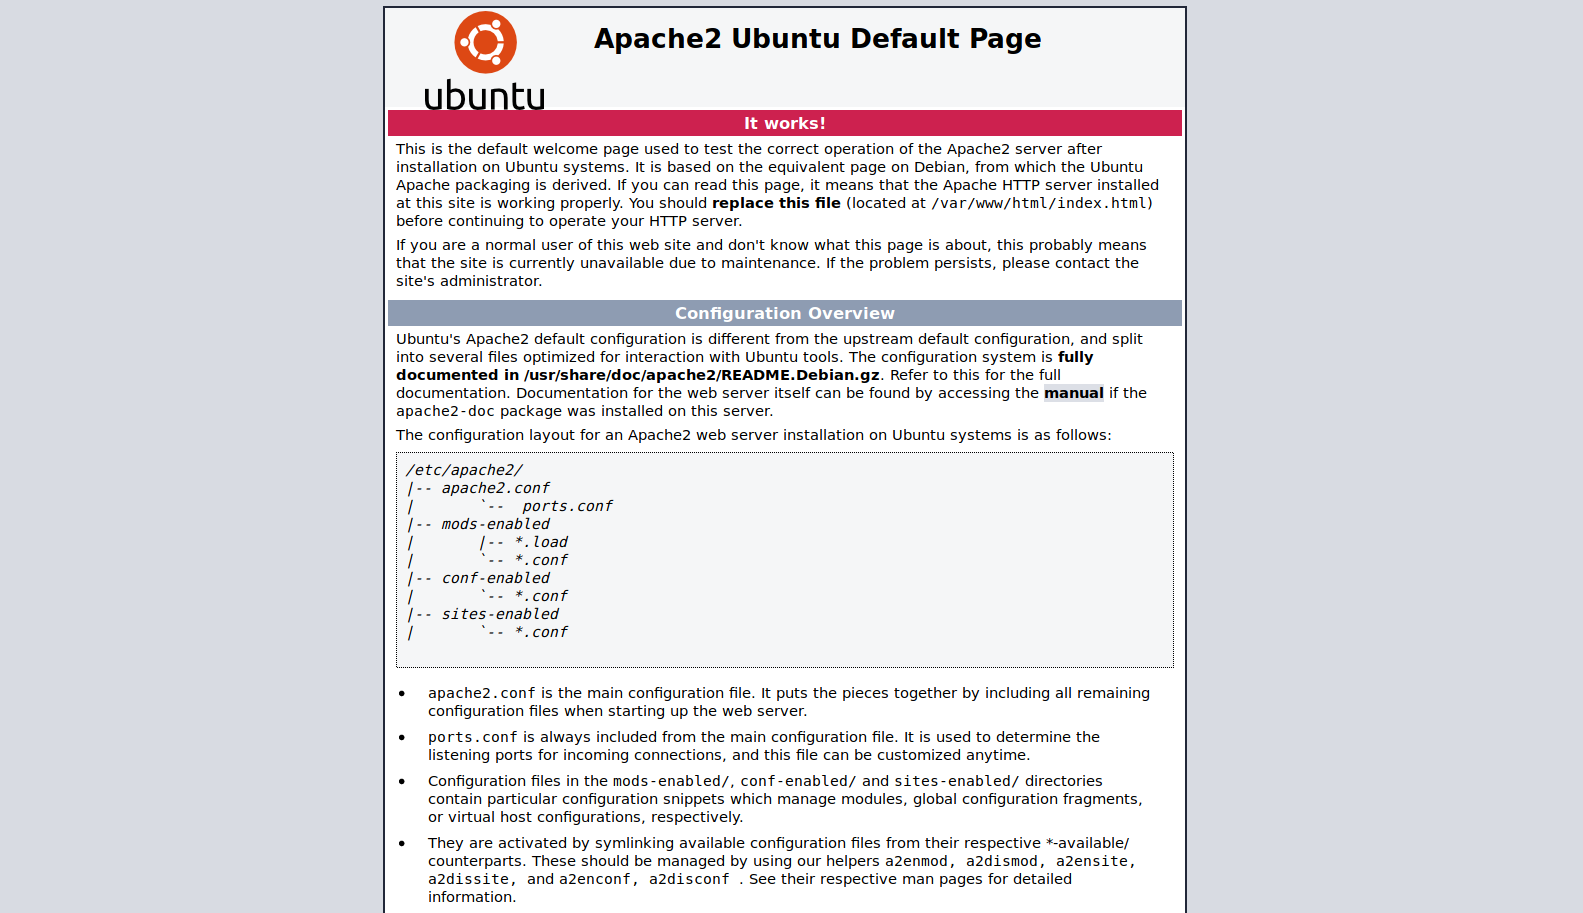 ubuntu
Apache2 Ubuntu Default Page
It works!
This is the default welcome page used to test the correct operation of the Apache2 server after
installation on Ubuntu systems. It is based on the equivalent page on Debian, from which the Ubuntu
Apache packaging is derived. If you can read this page, it means that the Apache HTTP server installed
at this site is working properly. You should replace this file (located at /var/www/html/index.html)
before continuing to operate your HTTP server.
If you are a normal user of this web site and don't know what this page is about, this probably means
that the site is currently unavailable due to maintenance. If the problem persists, please contact the
site's administrator.
Configuration Overview
Ubuntu's Apache2 default configuration is different from the upstream default configuration, and split
into several files optimized for interaction with Ubuntu tools. The configuration system is fully
documented in /usr/share/doc/apache2/README.Debian.gz. Refer to this for the full
documentation. Documentation for the web server itself can be found by accessing the manual if the
apache2-doc package was installed on this server.
The configuration layout for an Apache2 web server installation on Ubuntu systems is as follows:
/etc/apache2/
|-- apache2.conf
|       `--  ports.conf
|-- mods-enabled
|       |-- *.load
|       `-- *.conf
|-- conf-enabled
|       `-- *.conf
|-- sites-enabled
|       `-- *.conf
• apache2.conf is the main configuration file. It puts the pieces together by including all remaining
configuration files when starting up the web server.
• ports.conf is always included from the main configuration file. It is used to determine the
listening ports for incoming connections, and this file can be customized anytime.
• Configuration files in the mods-enabled/, conf-enabled/ and sites-enabled/ directories
contain particular configuration snippets which manage modules, global configuration fragments,
or virtual host configurations, respectively.
• They are activated by symlinking available configuration files from their respective *-available/
counterparts. These should be managed by using our helpers a2enmod, a2dismod, a2ensite,
a2dissite, and a2enconf, a2disconf . See their respective man pages for detailed
information.